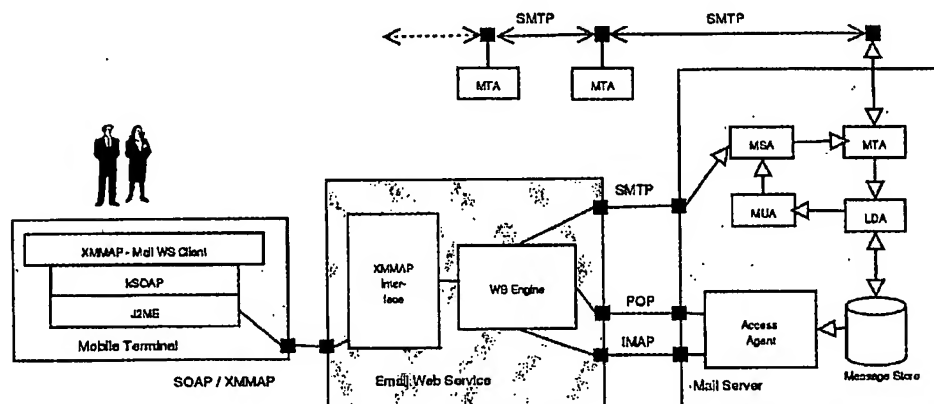 SMTP
SMTP
MTA
MTA
MSA
MTA
SMTP
MUA
LDA
XMMAP - Mail WS Client
kSOAP
J2ME
Mobile Terminal
XMMAP
Inter-
face
WS Engine
POP
IMAP
Access
Agent
Message Store
SOAP / XMMAP
Email Web Service
Mail Server